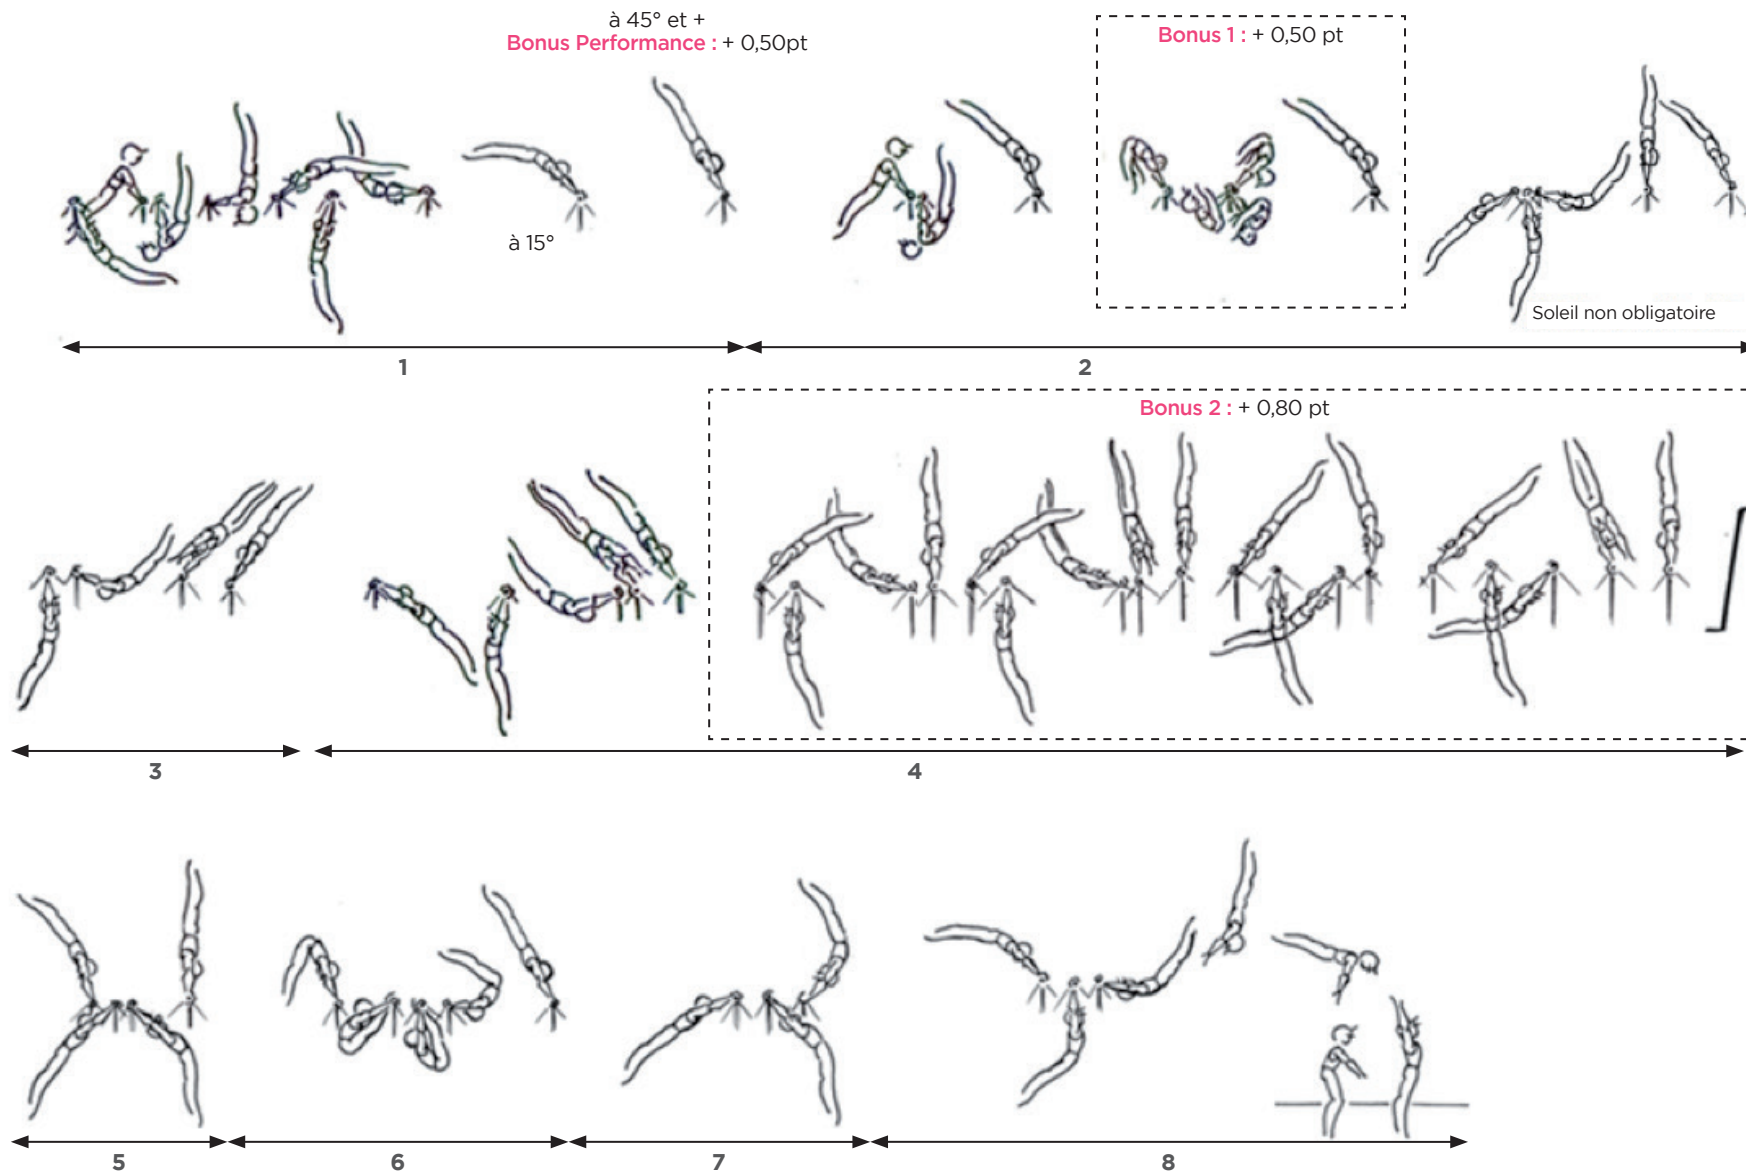 à 45° et +
Bonus Performance : + 0,50pt
Bonus 1 : + 0,50 pt
à 15°
Soleil non obligatoire
1
2
Bonus 2 : + 0,80 pt
3
4
5
6
7
8